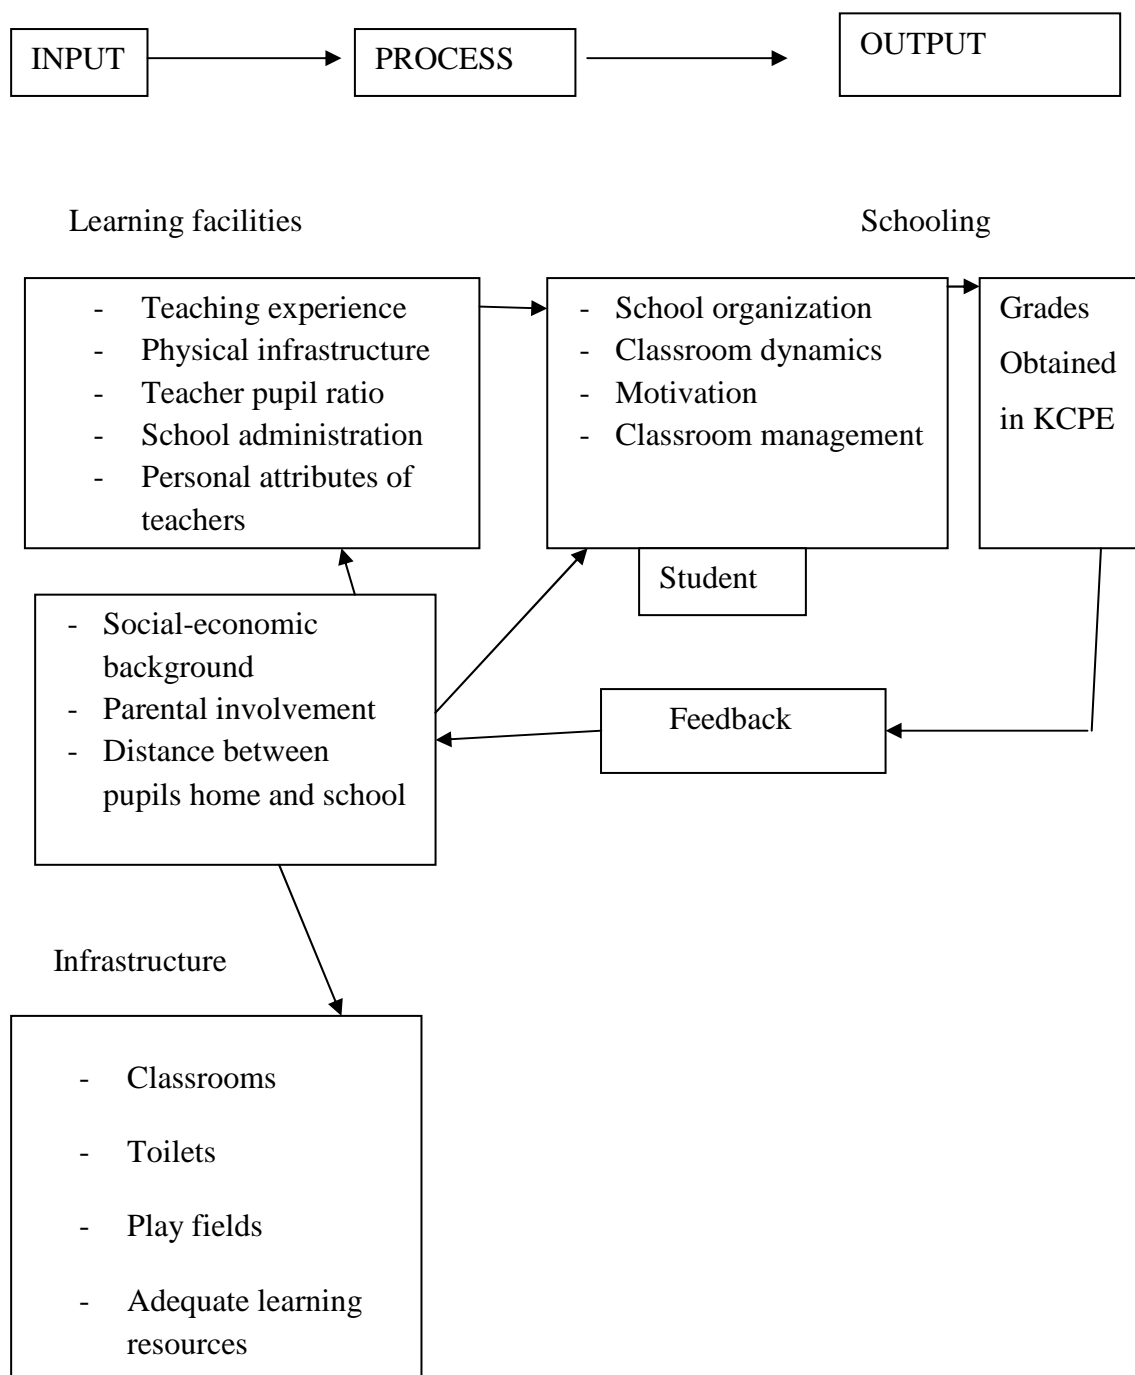 INPUT
PROCESS
OUTPUT
Learning facilities
Schooling
- Teaching experience
- Physical infrastructure
- Teacher pupil ratio
- School administration
- Personal attributes of
teachers
- School organization
- Classroom dynamics
- Motivation
- Classroom management
Grades
Obtained
in KCPE
Student
- Social-economic
background
- Parental involvement
- Distance between
pupils home and school
Feedback
Infrastructure
- Classrooms
- Toilets
- Play fields
- Adequate learning
resources